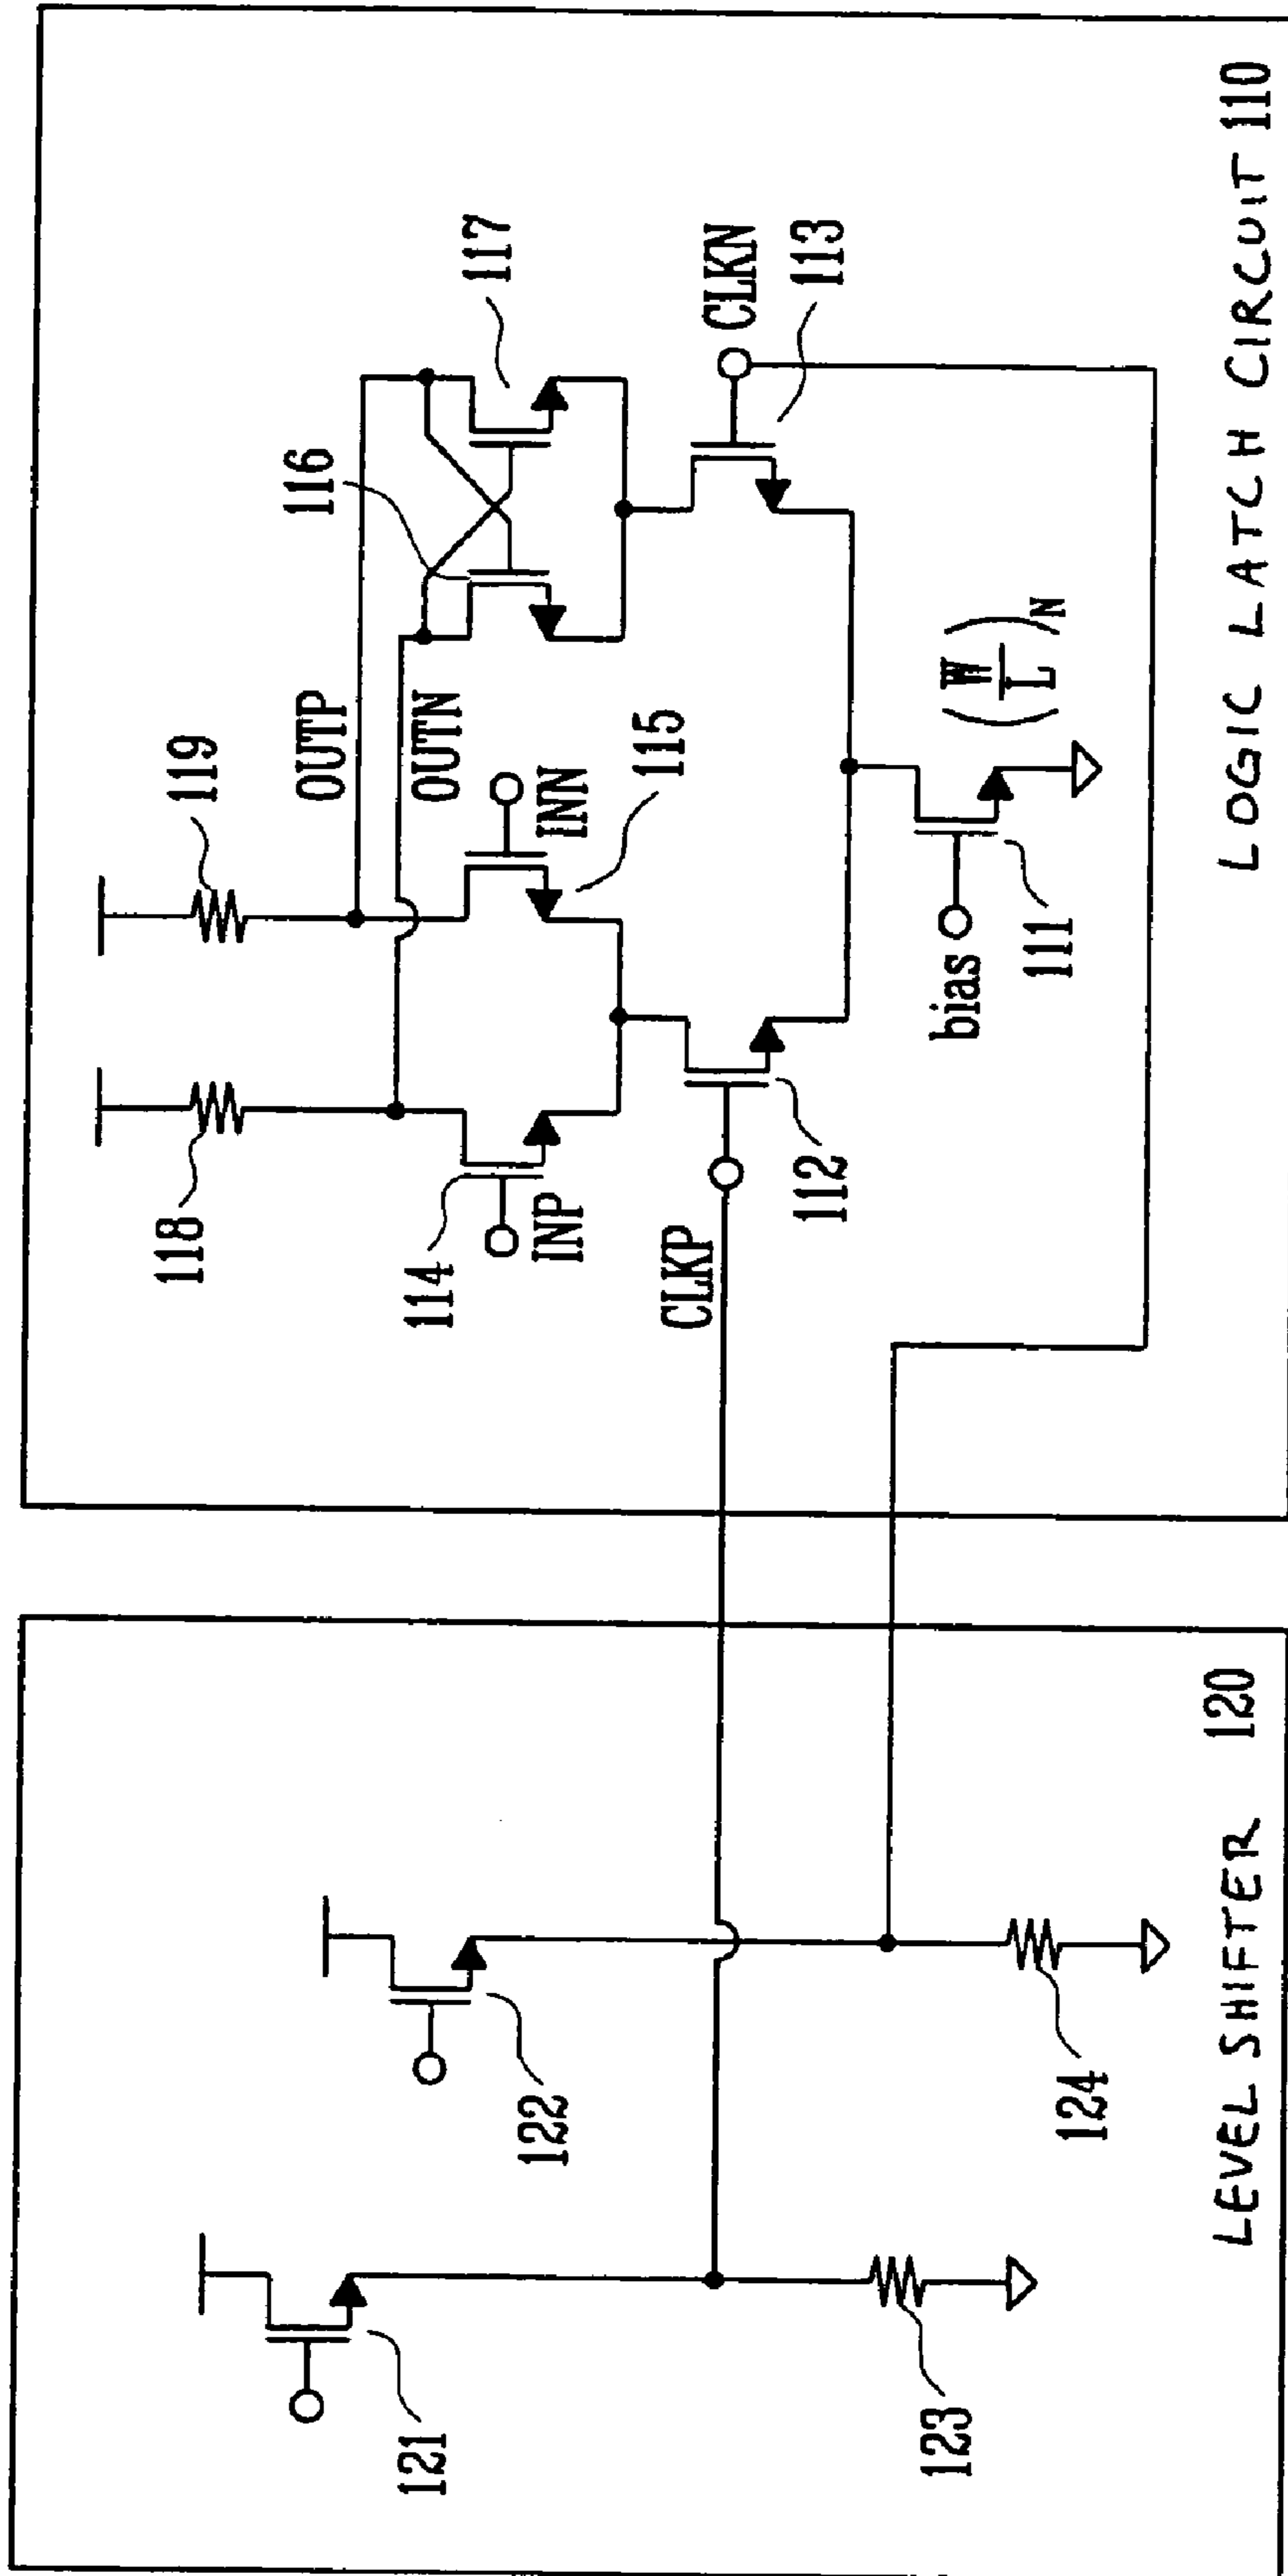 121
122
123
124
LEVEL SHIFTER 120
118
119
OUTP
OUTN
116
117
114
INP
INN
115
CLKP
112
CLKN
113
bias
111
(W/L)N
LOGIC LATCH CIRCUIT 110